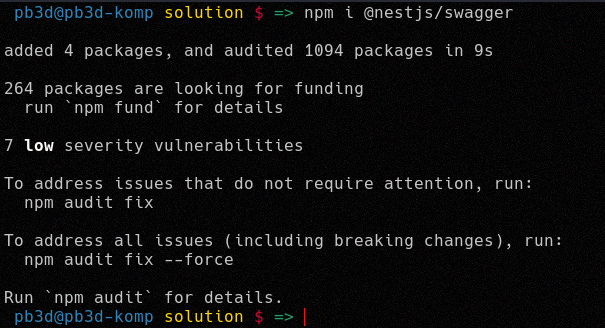 pb3d@pb3d-komp solution $ => npm i @nestjs/swagger
added 4 packages, and audited 1094 packages in 9s
264 packages are looking for funding
run `npm fund` for details
7 low severity vulnerabilities
To address issues that do not require attention, run:
npm audit fix
To address all issues (including breaking changes), run:
npm audit fix --force
Run `npm audit` for details.
pb3d@pb3d-komp solution $ =>